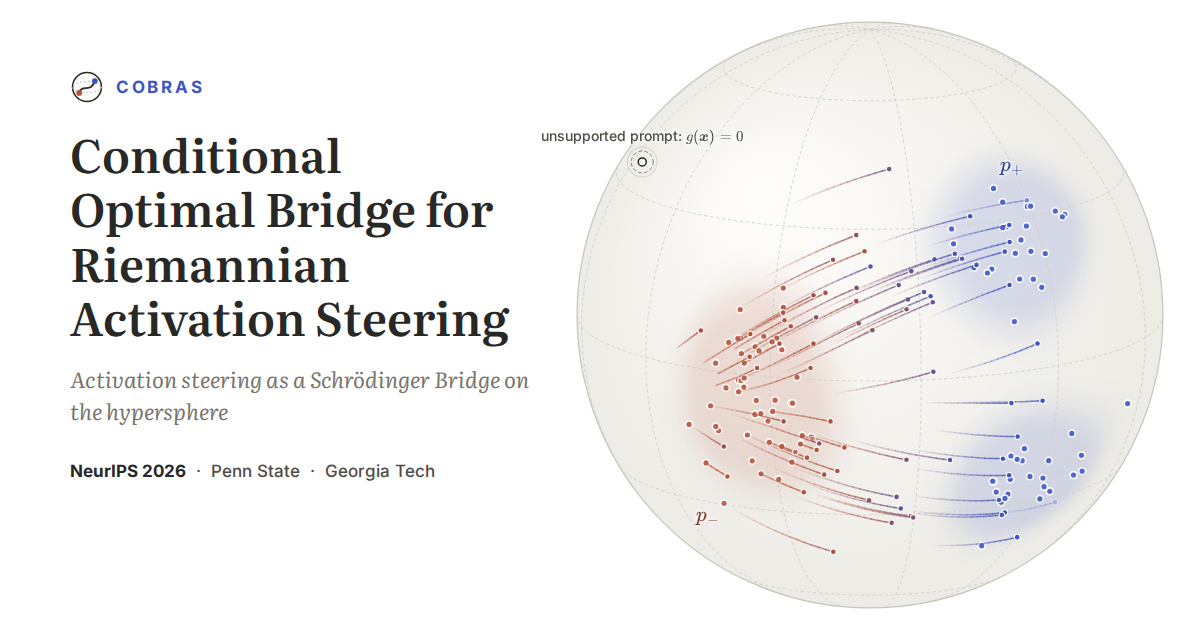 COBRAS
Conditional
Optimal Bridge for
Riemannian
Activation Steering
Activation steering as a Schrödinger Bridge on
the hypersphere
NeurIPS 2026 · Penn State · Georgia Tech
unsupported prompt: g(x) = 0
p₊
p₋